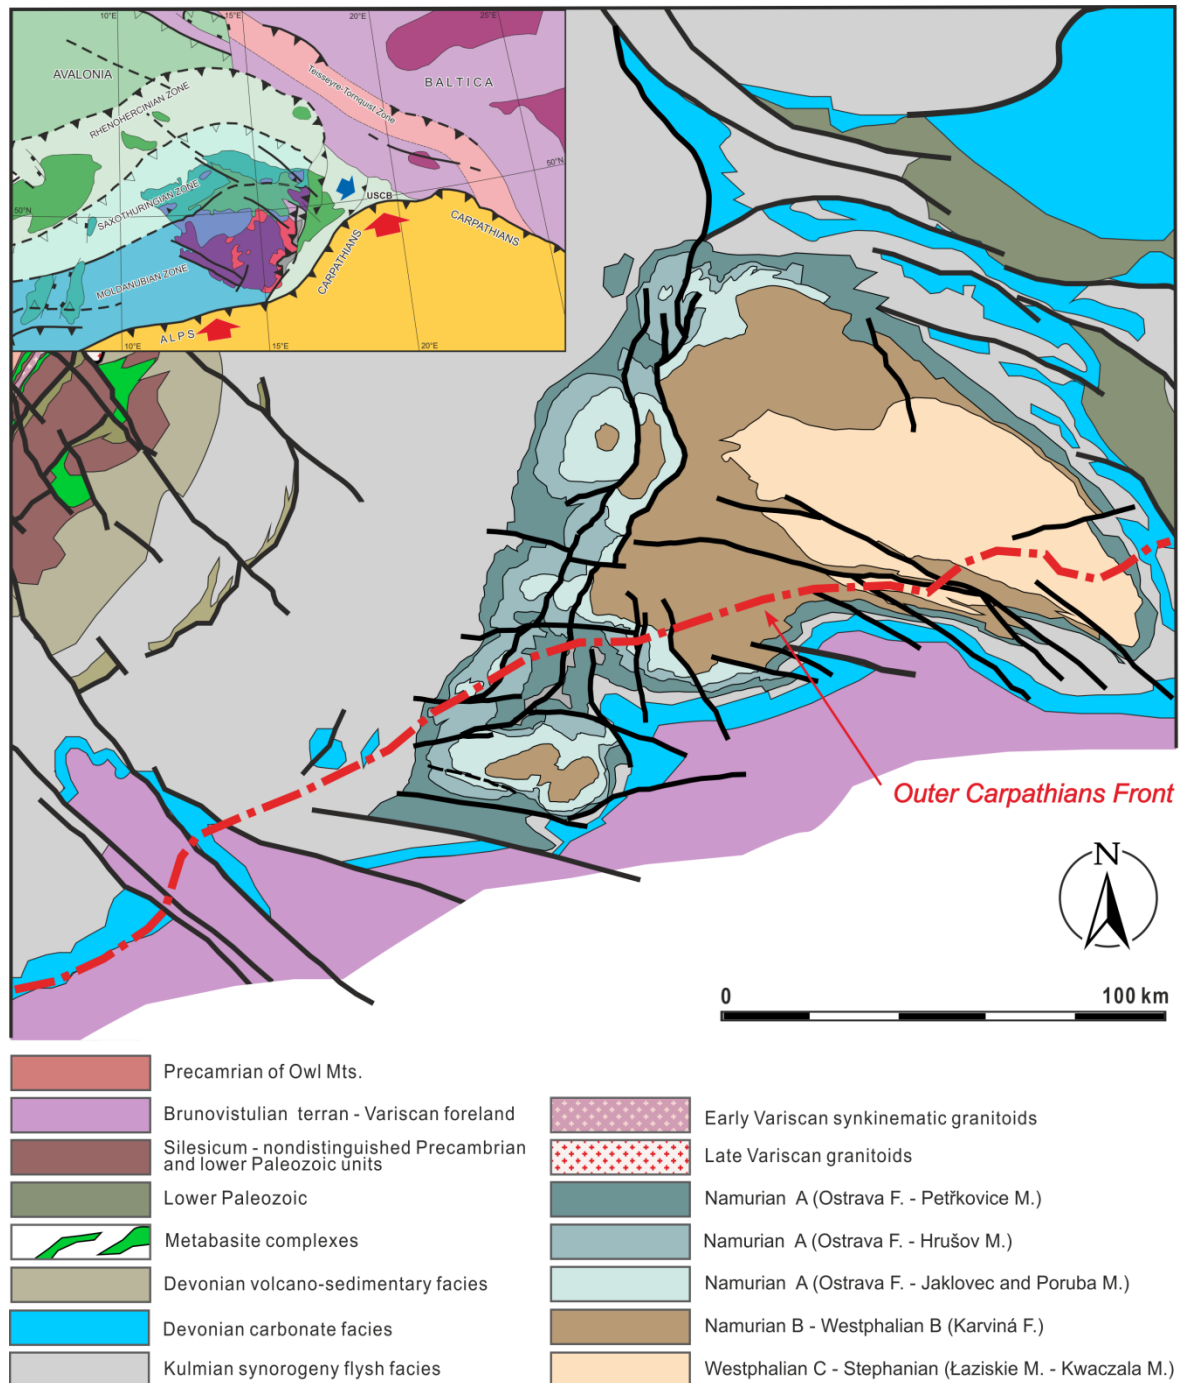 10°E
15°E
20°E
25°E
AVALONIA
BALTICA
Teisseyre-Tornquist Zone
RHENOHERCINIAN ZONE
50°N
USCB
SAXOTHURINGIAN ZONE
50°N
CARPATHIANS
CARPATHIANS
MOLDANUBIAN ZONE
ALPS
10°E
15°E
20°E
Outer Carpathians Front
N
0
100 km
Precamrian of Owl Mts.
Brunovistulian terran - Variscan foreland
Silesicum - nondistinguished Precambrian
and lower Paleozoic units
Lower Paleozoic
Metabasite complexes
Devonian volcano-sedimentary facies
Devonian carbonate facies
Kulmian synorogeny flysh facies
Early Variscan synkinematic granitoids
Late Variscan granitoids
Namurian A (Ostrava F. - Petřkovice M.)
Namurian A (Ostrava F. - Hrušov M.)
Namurian A (Ostrava F. - Jaklovec and Poruba M.)
Namurian B - Westphalian B (Karviná F.)
Westphalian C - Stephanian (Łaziskie M. - Kwaczala M.)